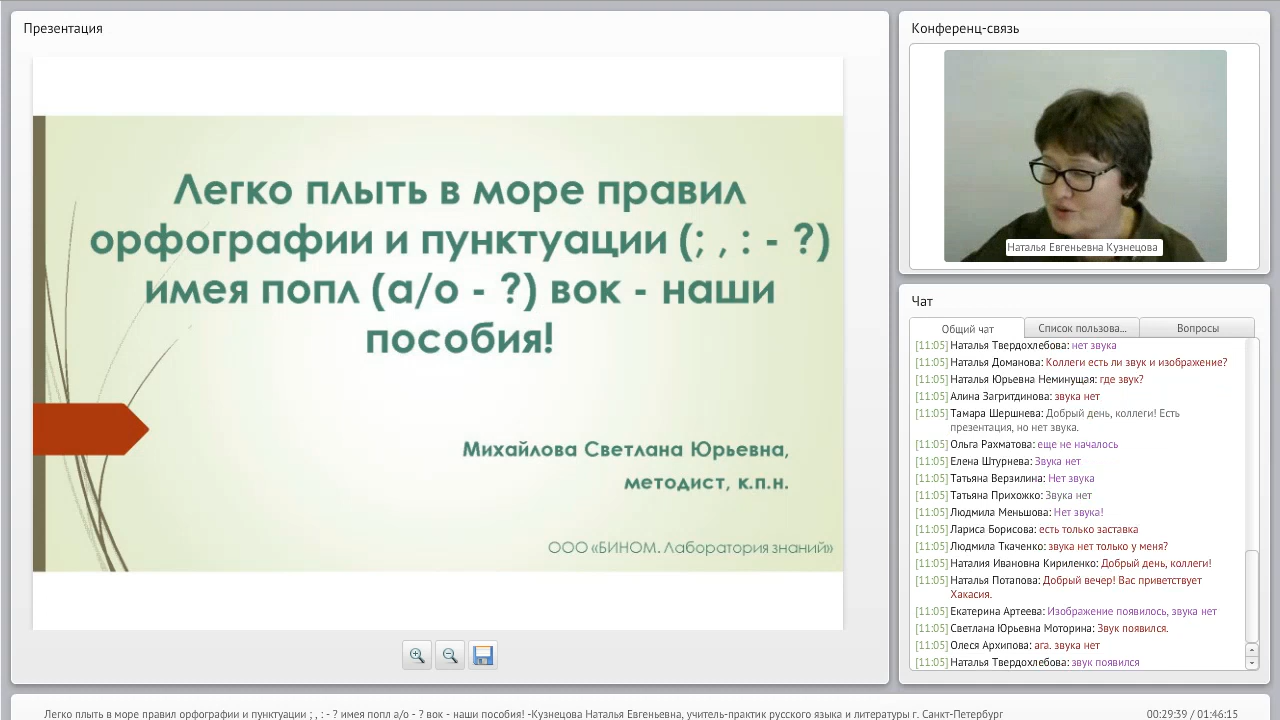 Презентация
Легко плыть в море правил
орфографии и пунктуации (; , : - ?)
имея попл (а/о - ?) вок - наши
пособия!
Михайлова Светлана Юрьевна,
методист, к.п.н.
ООО «БИНОМ. Лаборатория знаний»
Конференц-связь
Наталья Евгеньевна Кузнецова
Чат
Общий чат
Список пользова...
Вопросы
[11:05] Наталья Твердохлебова: нет звука
[11:05] Наталья Доманова: Коллеги есть ли звук и изображение?
[11:05] Наталья Юрьевна Неминущая: где звук?
[11:05] Алина Загритдинова: звука нет
[11:05] Тамара Шершнева: Добрый день, коллеги! Есть
презентация, но нет звука.
[11:05] Ольга Рахматова: еще не началось
[11:05] Елена Штурнева: Звука нет
[11:05] Татьяна Верзилина: Нет звука
[11:05] Татьяна Прихожко: Звука нет
[11:05] Людмила Меньшова: Нет звука!
[11:05] Лариса Борисова: есть только заставка
[11:05] Людмила Ткаченко: звука нет только у меня?
[11:05] Наталия Ивановна Кириленко: Добрый день, коллеги!
[11:05] Наталья Потапова: Добрый вечер! Вас приветствует
Хакасия.
[11:05] Екатерина Артеева: Изображение появилось, звука нет
[11:05] Светлана Юрьевна Моторина: Звук появился.
[11:05] Олеся Архипова: ага. звука нет
[11:05] Наталья Твердохлебова: звук появился
Легко плыть в море правил орфографии и пунктуации ; , : - ? имея попл а/о - ? вок - наши пособия! -Кузнецова Наталья Евгеньевна, учитель-практик русского языка и литературы г. Санкт-Петербург
00:29:39 / 01:46:15